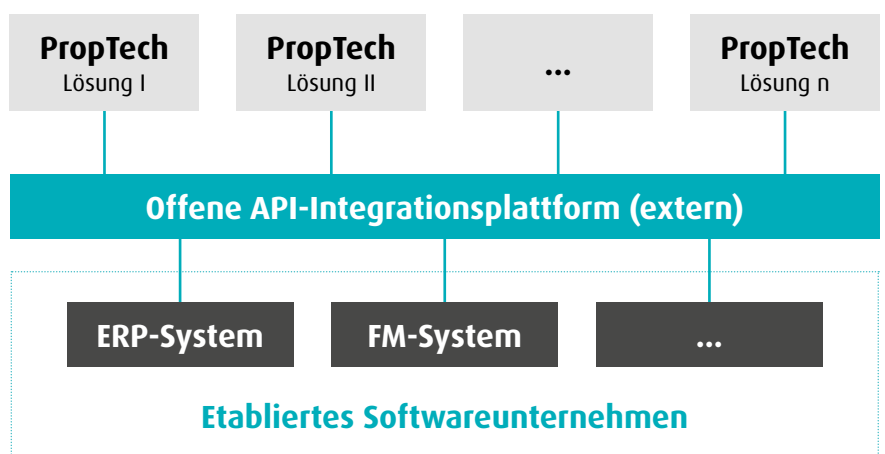 PropTech
Lösung I
PropTech
Lösung II
...
PropTech
Lösung n
Offene API-Integrationsplattform (extern)
ERP-System
FM-System
...
Etabliertes Softwareunternehmen